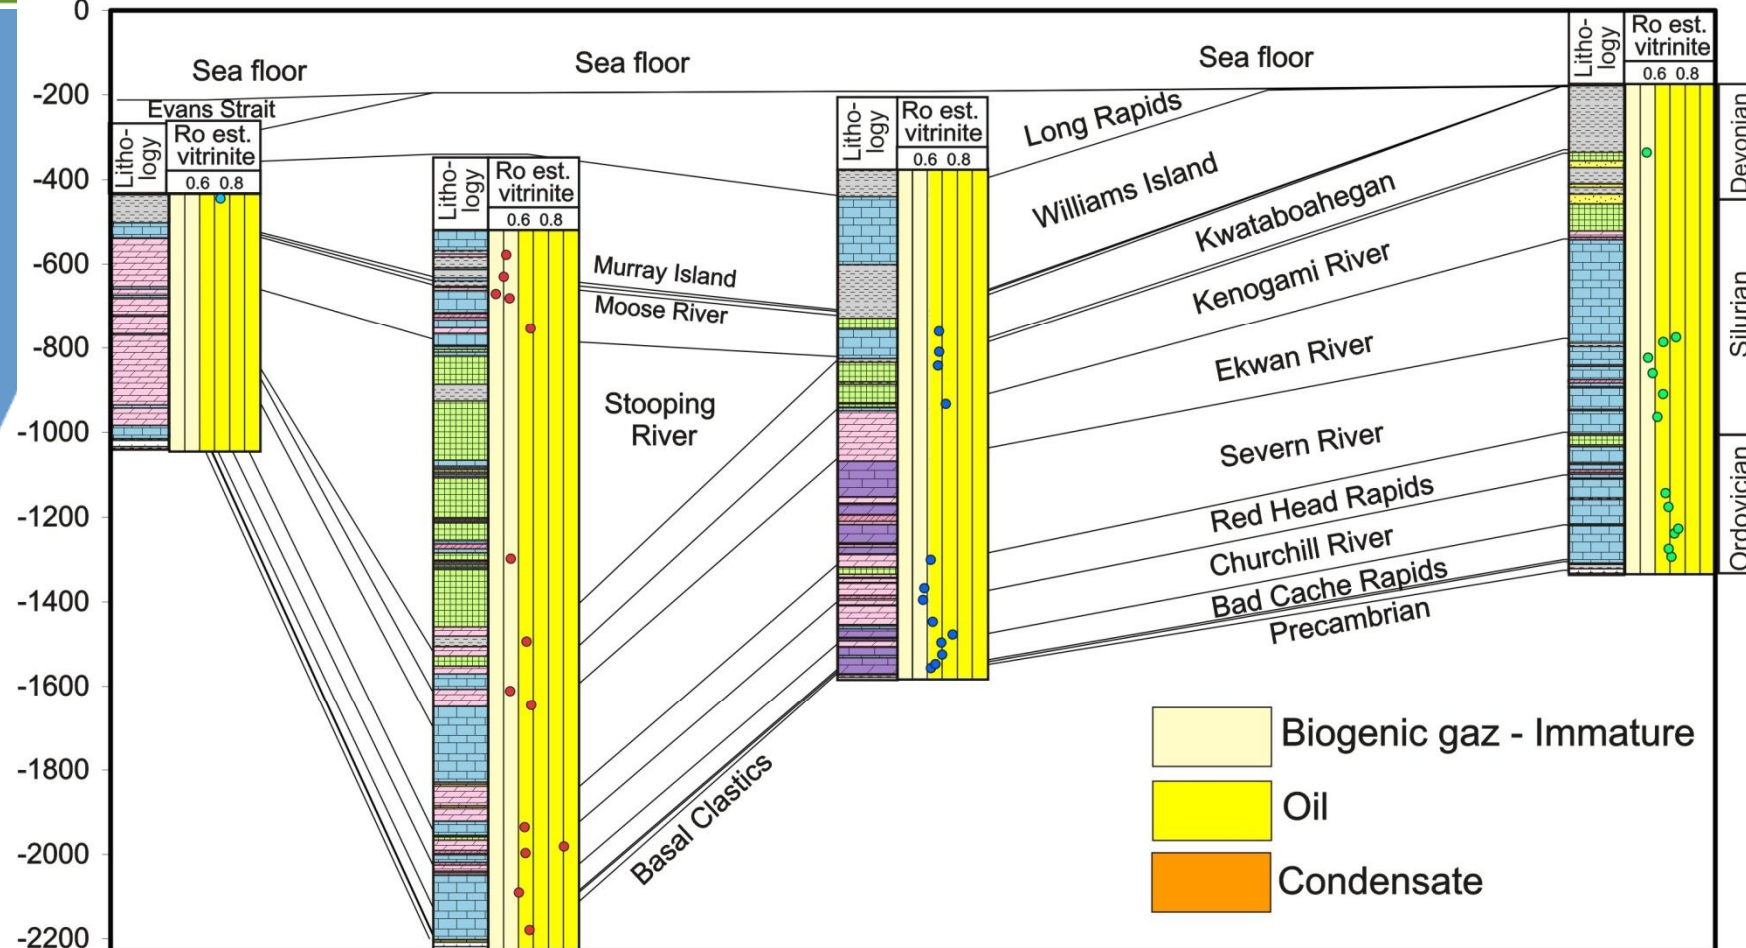 0
-200
-400
-600
-800
-1000
-1200
-1400
-1600
-1800
-2000
-2200
Sea floor
Sea floor
Sea floor
Evans Strait
Litho-
logy
Ro est.
vitrinite
0.6 0.8
Litho-
logy
Ro est.
vitrinite
0.6 0.8
Litho-
logy
Ro est.
vitrinite
0.6 0.8
Litho-
logy
Ro est.
vitrinite
0.6 0.8
Murray Island
Moose River
Stooping
River
Basal Clastics
Long Rapids
Williams Island
Kwataboahegan
Kenogami River
Ekwan River
Severn River
Red Head Rapids
Churchill River
Bad Cache Rapids
Precambrian
Devonian
Silurian
Ordovician
Biogenic gaz - Immature
Oil
Condensate